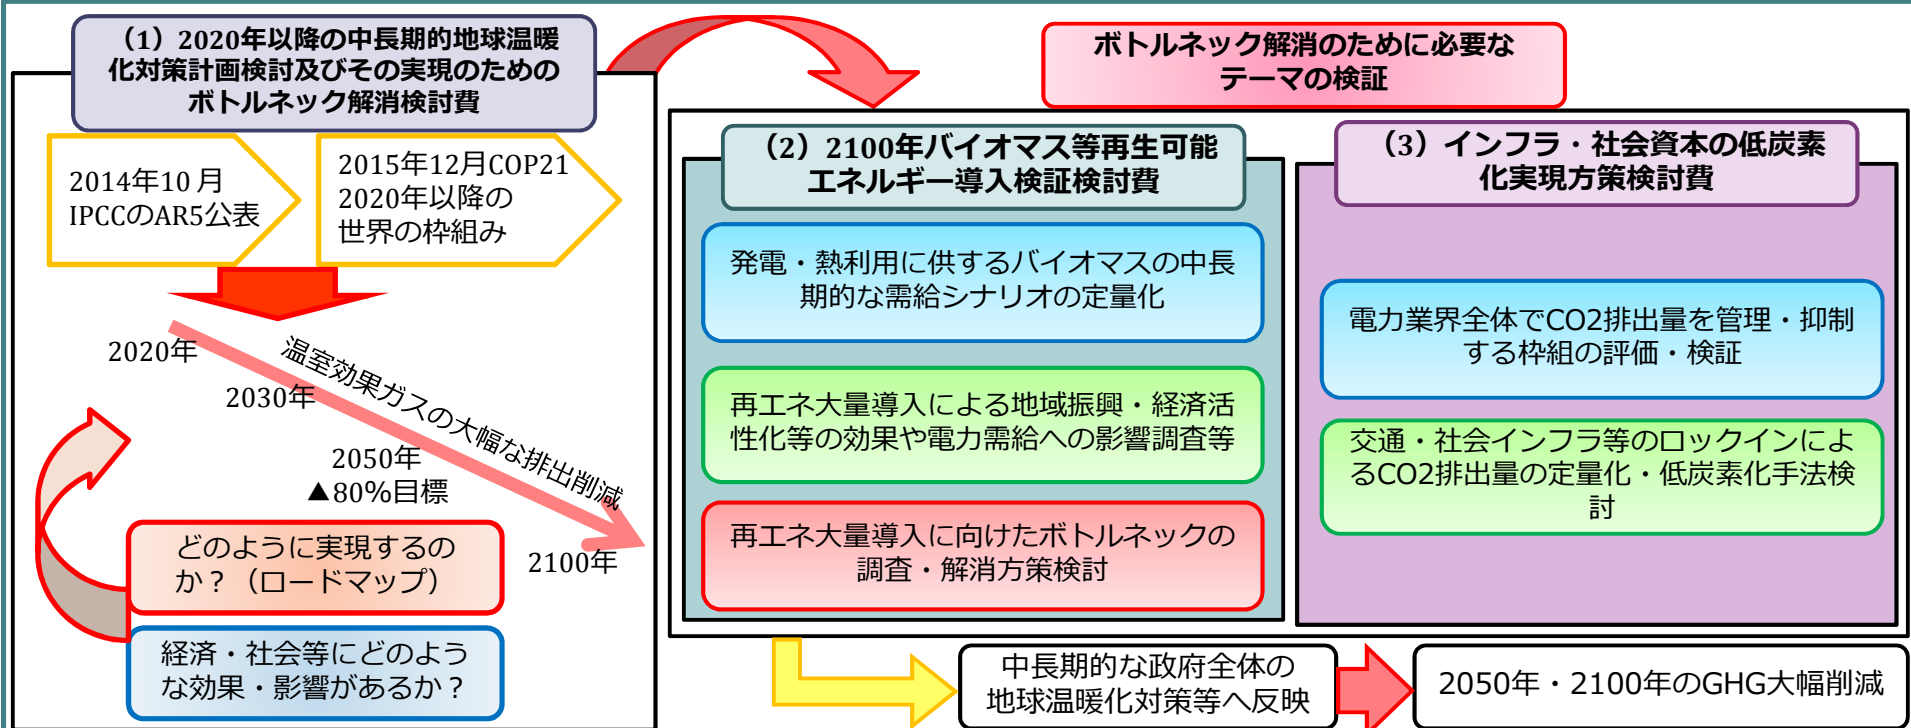 （1）2020年以降の中長期的地球温暖
化対策計画検討及びその実現のための
ボトルネック解消検討費
2014年10 月
IPCCのAR5公表
2015年12月COP21
2020年以降の
世界の枠組み
2020年
2030年
2050年
▲80%目標
2100年
温室効果ガスの大幅な排出削減
どのように実現するの
か？（ロードマップ）
経済・社会等にどのよう
な効果・影響があるか？
ボトルネック解消のために必要な
テーマの検証
（2）2100年バイオマス等再生可能
エネルギー導入検証検討費
発電・熱利用に供するバイオマスの中長
期的な需給シナリオの定量化
再エネ大量導入による地域振興・経済活
性化等の効果や電力需給への影響調査等
再エネ大量導入に向けたボトルネックの
調査・解消方策検討
（3）インフラ・社会資本の低炭素
化実現方策検討費
電力業界全体でCO2排出量を管理・抑制
する枠組の評価・検証
交通・社会インフラ等のロックインによ
るCO2排出量の定量化・低炭素化手法検
討
中長期的な政府全体の
地球温暖化対策等へ反映
2050年・2100年のGHG大幅削減